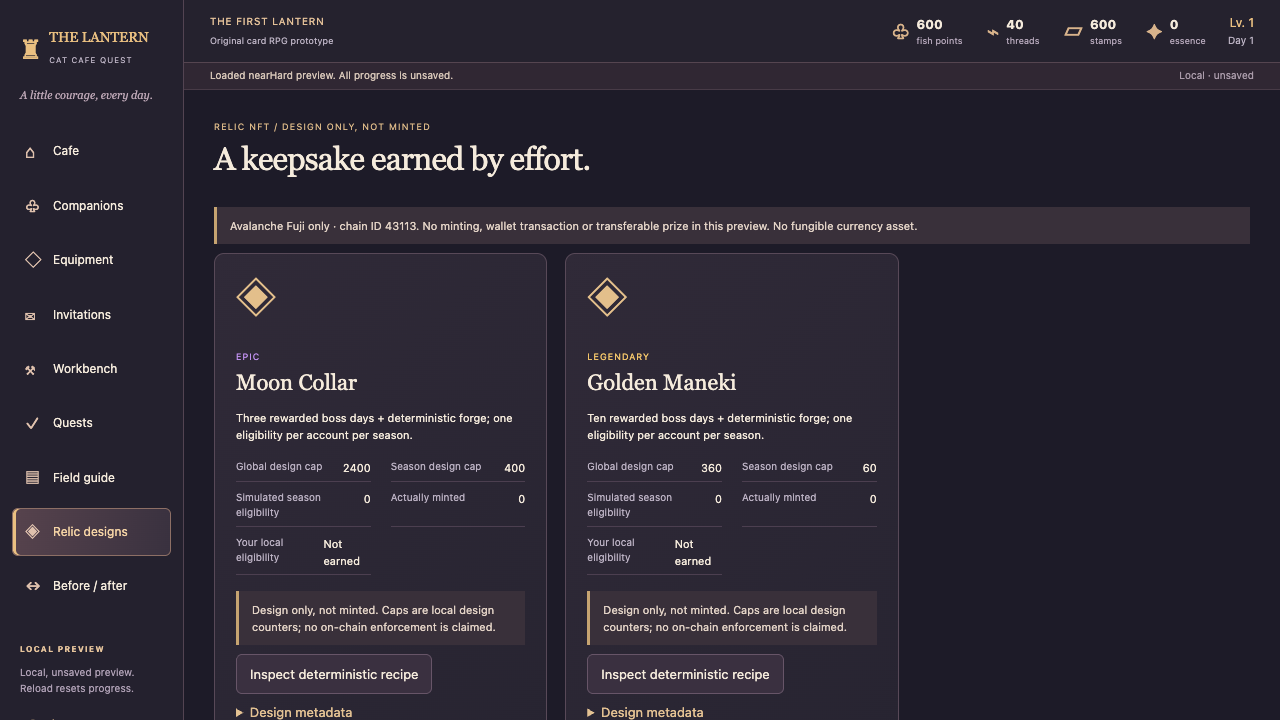 THE LANTERN
CAT CAFE QUEST
A little courage, every day.
Cafe
Companions
Equipment
Invitations
Workbench
Quests
Field guide
Relic designs
Before / after
LOCAL PREVIEW
Local, unsaved preview.
Reload resets progress.
THE FIRST LANTERN
Original card RPG prototype
600
fish points
40
threads
600
stamps
0
essence
Lv. 1
Day 1
Loaded nearHard preview. All progress is unsaved.
Local · unsaved
RELIC NFT / DESIGN ONLY, NOT MINTED
A keepsake earned by effort.
Avalanche Fuji only · chain ID 43113. No minting, wallet transaction or transferable prize in this preview. No fungible currency asset.
EPIC
Moon Collar
Three rewarded boss days + deterministic forge; one
eligibility per account per season.
Global design cap 2400
Season design cap 400
Simulated season
eligibility
0
Actually minted 0
Your local
eligibility
Not
earned
Design only, not minted. Caps are local design
counters; no on-chain enforcement is claimed.
Inspect deterministic recipe
Design metadata
LEGENDARY
Golden Maneki
Ten rewarded boss days + deterministic forge; one
eligibility per account per season.
Global design cap 360
Season design cap 60
Simulated season
eligibility
0
Actually minted 0
Your local
eligibility
Not
earned
Design only, not minted. Caps are local design
counters; no on-chain enforcement is claimed.
Inspect deterministic recipe
Design metadata